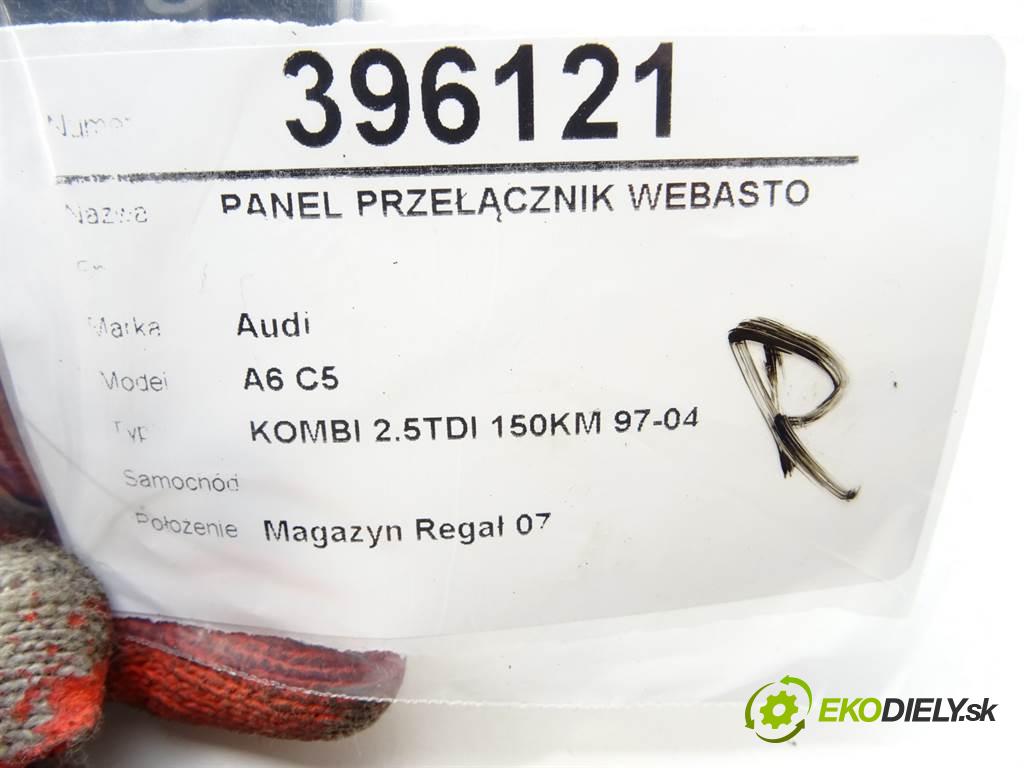 Numer 396121
Nazwa PANEL PRZEŁĄCZNIK WEBASTO
Marka Audi
Model A6 C5
Typ KOMBI 2.5TDI 150KM 97-04
Samochód
Położenie Magazyn Regał 07
R
EKODIELY.sk